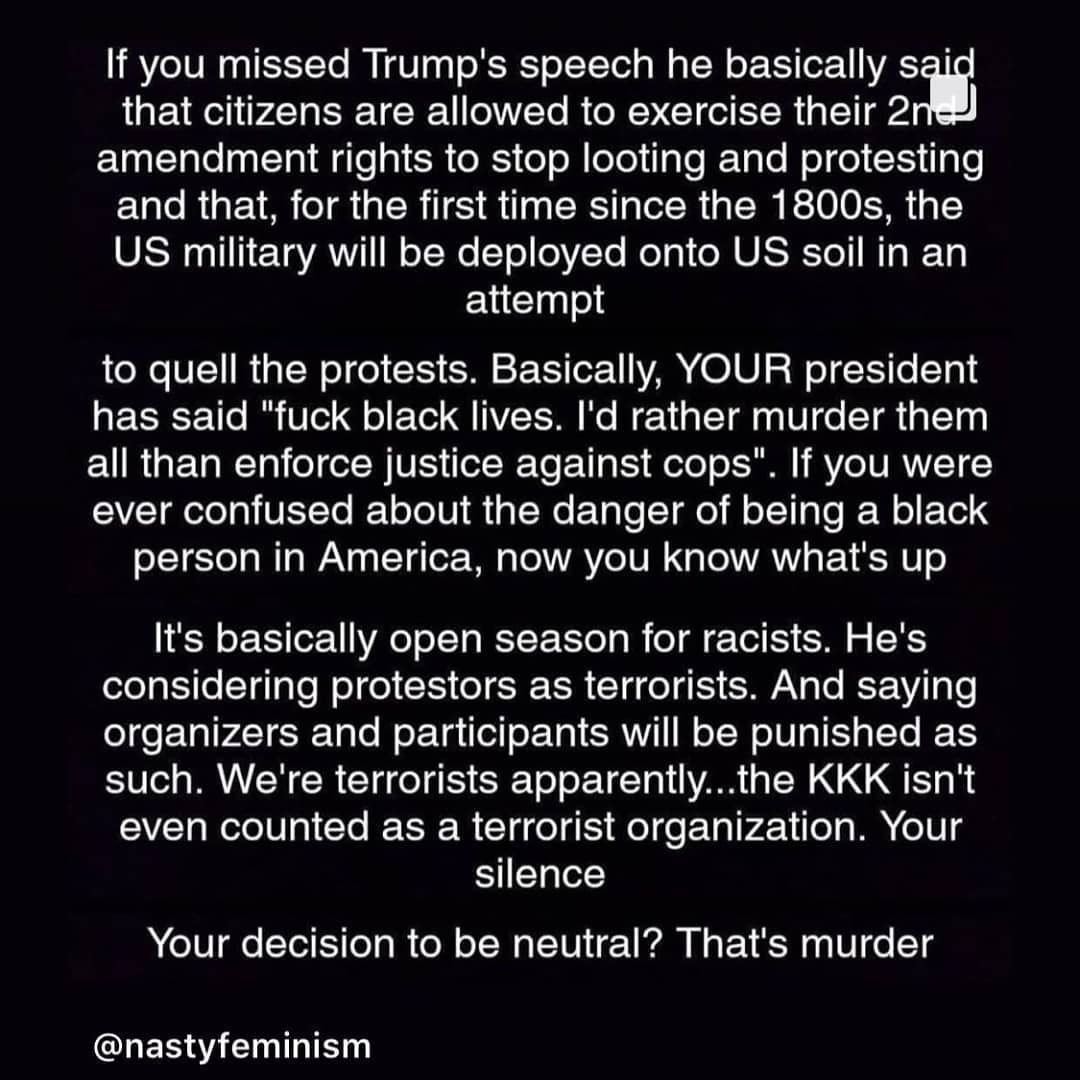 If you missed Trump's speech he basically said
that citizens are allowed to exercise their 2nd
amendment rights to stop looting and protesting
and that, for the first time since the 1800s, the
US military will be deployed onto US soil in an
attempt
to quell the protests. Basically, YOUR president
has said "fuck black lives. I'd rather murder them
all than enforce justice against cops". If you were
ever confused about the danger of being a black
person in America, now you know what's up
It's basically open season for racists. He's
considering protestors as terrorists. And saying
organizers and participants will be punished as
such. We're terrorists apparently...the KKK isn't
even counted as a terrorist organization. Your
silence
Your decision to be neutral? That's murder
@nastyfeminism